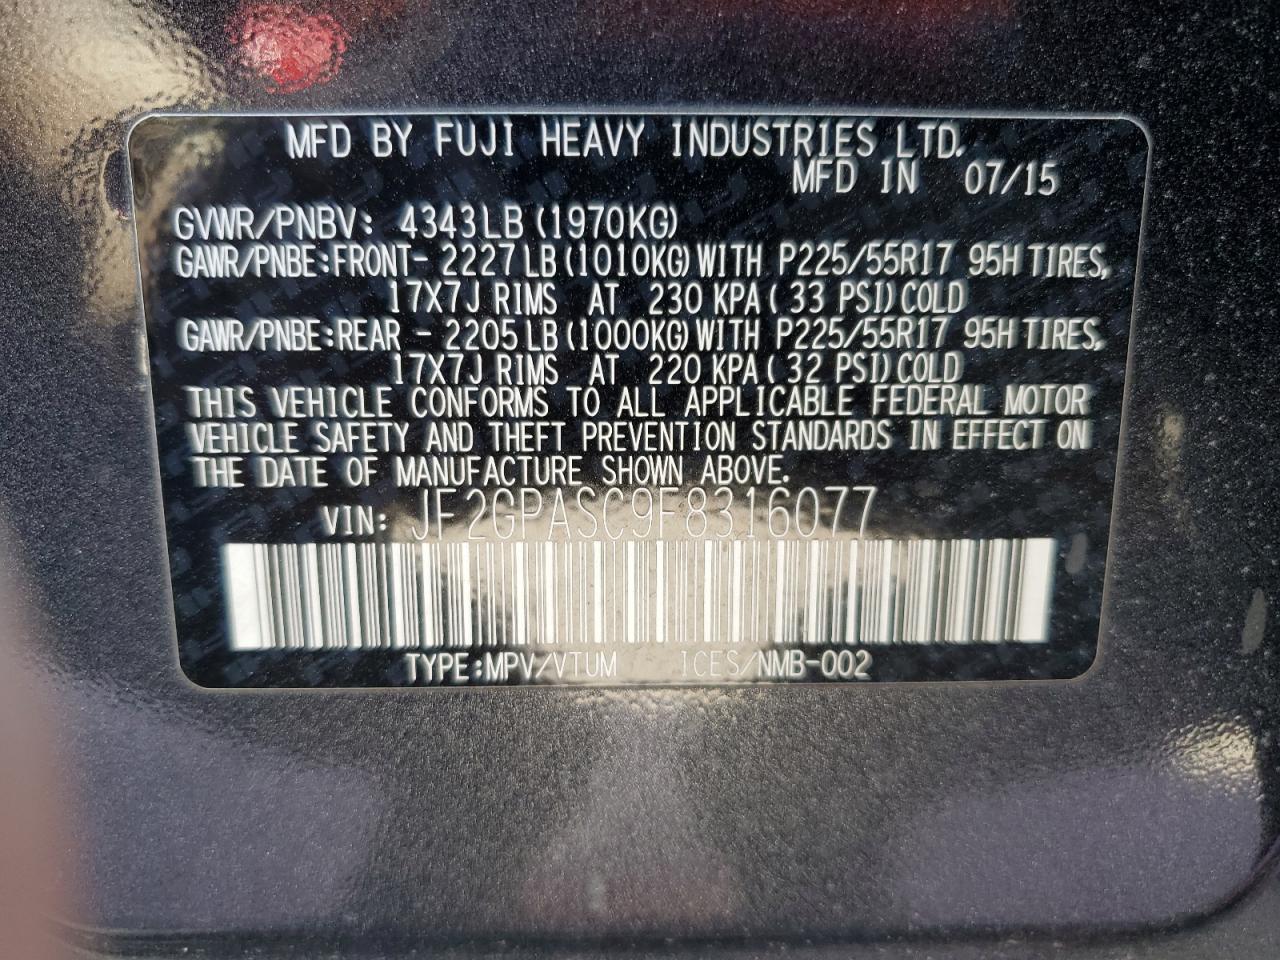 MFD BY FUJI HEAVY INDUSTRIES LTD.
MFD IN 07/15
GVWR/PNBV: 4343LB (1970KG)
GAWR/PNBE:FRONT- 2227LB (1010KG) WITH P225/55R17 95H TIRES,
17X7J RIMS AT 230 KPA ( 33 PSI) COLD
GAWR/PNBE:REAR - 2205LB (1000KG) WITH P225/55R17 95H TIRES,
17X7J RIMS AT 220 KPA ( 32 PSI) COLD
THIS VEHICLE CONFORMS TO ALL APPLICABLE FEDERAL MOTOR
VEHICLE SAFETY AND THEFT PREVENTION STANDARDS IN EFFECT ON
THE DATE OF MANUFACTURE SHOWN ABOVE.
VIN: JF2GPASC9F8316077
TYPE:MPV/VTUM ICES/NMB-002